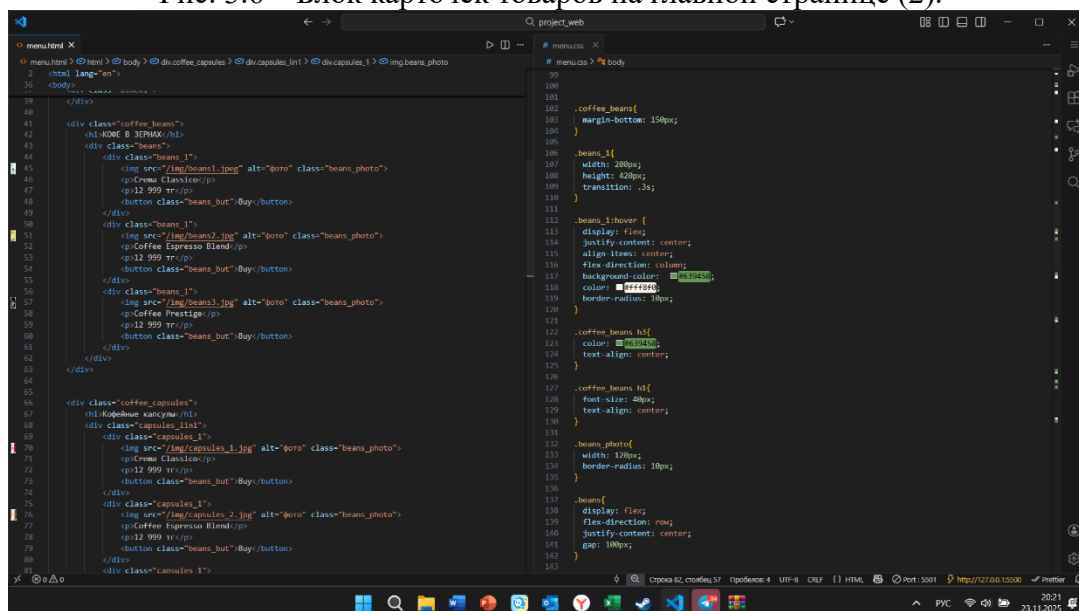 Рис. 3.6 – Блок карточек товаров на главной странице (2).
project_web
menu.html
menu.html > html > body > div.coffee_capsules > div.capsules_lin1 > div.capsules_1 > img.beans_photo
2 <html lang="en">
36 <body>
39 </div>
40
41 <div class="coffee_beans">
42 <h1>КОФЕ В ЗЕРНАХ</h1>
43 <div class="beans">
44 <div class="beans_1">
45 <img src="/img/beans1.jpeg" alt="фото" class="beans_photo">
46 <p>Crema Classico</p>
47 <p>12 999 тг</p>
48 <button class="beans_but">Buy</button>
49 </div>
50 <div class="beans_1">
51 <img src="/img/beans2.jpg" alt="фото" class="beans_photo">
52 <p>Coffee Espresso Blend</p>
53 <p>12 999 тг</p>
54 <button class="beans_but">Buy</button>
55 </div>
56 <div class="beans_1">
57 <img src="/img/beans3.jpg" alt="фото" class="beans_photo">
58 <p>Coffee Prestige</p>
59 <p>12 999 тг</p>
60 <button class="beans_but">Buy</button>
61 </div>
62 </div>
63 </div>
64
65
66 <div class="coffee_capsules">
67 <h1>Кофейные капсулы</h1>
68 <div class="capsules_lin1">
69 <div class="capsules_1">
70 <img src="/img/capsules_1.jpg" alt="фото" class="beans_photo">
71 <p>Crema Classico</p>
72 <p>12 999 тг</p>
73 <button class="beans_but">Buy</button>
74 </div>
75 <div class="capsules_1">
76 <img src="/img/capsules_2.jpg" alt="фото" class="beans_photo">
77 <p>Coffee Espresso Blend</p>
78 <p>12 999 тг</p>
79 <button class="beans_but">Buy</button>
80 </div>
81 <div class="capsules_1">
# menu.css
# menu.css > body
99
100
101
102 .coffee_beans{
103 margin-bottom: 150px;
104 }
105
106 .beans_1{
107 width: 200px;
108 height: 420px;
109 transition: .3s;
110 }
111
112 .beans_1:hover {
113 display: flex;
114 justify-content: center;
115 align-items: center;
116 flex-direction: column;
117 background-color: #639458;
118 color: #fff8f0;
119 border-radius: 10px;
120 }
121
122 .coffee_beans h3{
123 color: #639458;
124 text-align: center;
125 }
126
127 .coffee_beans h1{
128 font-size: 40px;
129 text-align: center;
130 }
131
132 .beans_photo{
133 width: 120px;
134 border-radius: 10px;
135 }
136
137 .beans{
138 display: flex;
139 flex-direction: row;
140 justify-content: center;
141 gap: 100px;
142 }
143
0 0 Строка 82, столбец 57 Пробелов: 4 UTF-8 CRLF {} HTML Port : 5501 http://127.0.0.1:5500 Prettier
РУС 20:21
23.11.2025